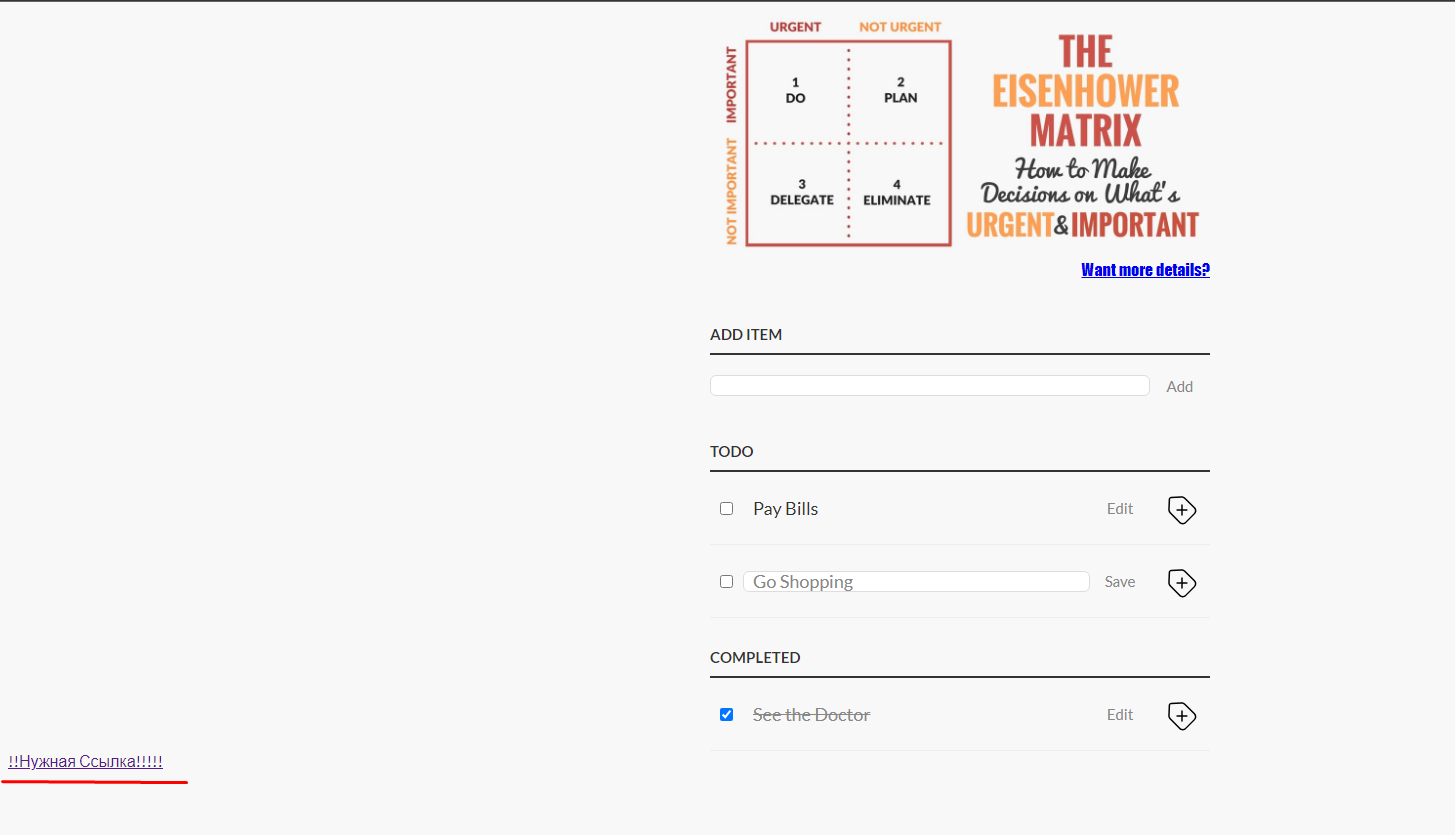 URGENT NOT URGENT
IMPORTANT
NOT IMPORTANT
1
DO
2
PLAN
3
DELEGATE
4
ELIMINATE
THE
EISENHOWER
MATRIX
How to Make
Decisions on What's
URGENT&IMPORTANT
Want more details?
ADD ITEM
Add
TODO
Pay Bills Edit
Go Shopping Save
COMPLETED
See the Doctor Edit
!!Нужная Ссылка!!!!!